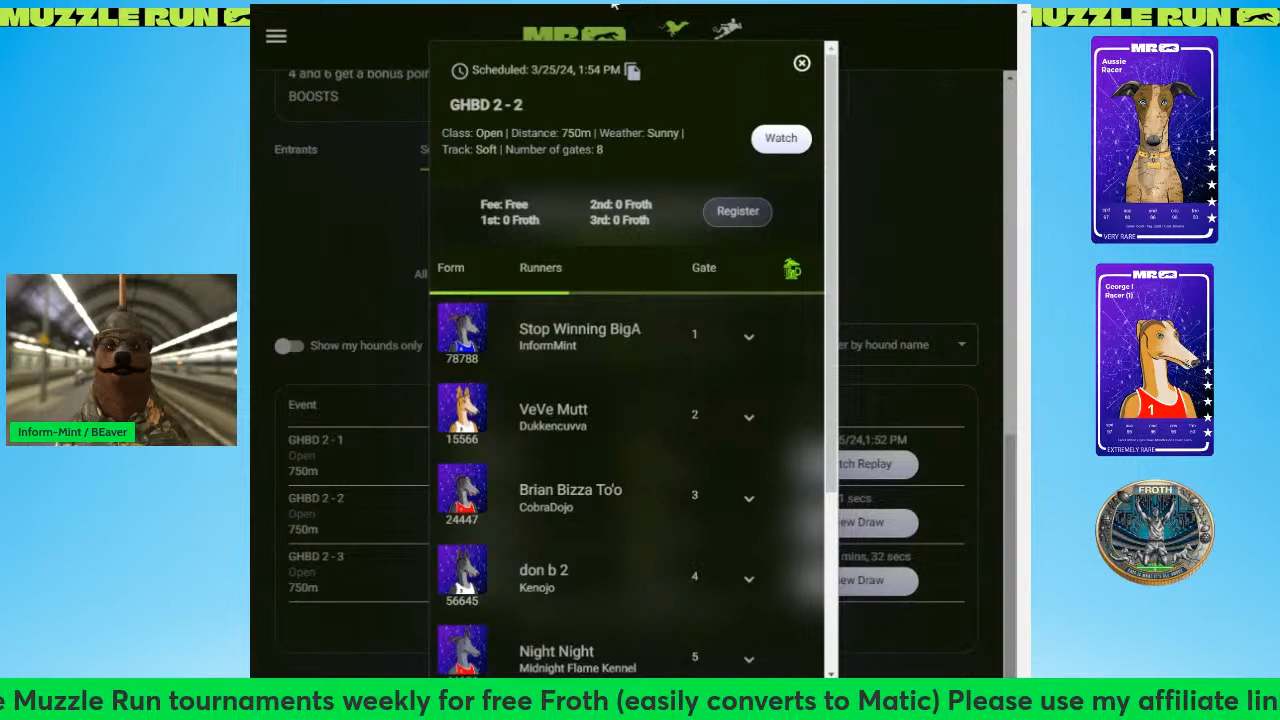 MUZZLE RUN
MUZZLE RUN
MR
Scheduled: 3/25/24, 1:54 PM
GHBD 2 - 2
Class: Open | Distance: 750m | Weather: Sunny |
Track: Soft | Number of gates: 8
Watch
Fee: Free
1st: 0 Froth
2nd: 0 Froth
3rd: 0 Froth
Register
Form
Runners
Gate
Stop Winning BigA
InformMint
1
78788
VeVe Mutt
Dukkencuvva
2
15566
Brian Bizza To'o
CobraDojo
3
24447
don b 2
Kenojo
4
56645
Night Night
Midnight Flame Kennel
5
4 and 6 get a bonus poin
BOOSTS
Entrants
All
Show my hounds only
er by hound name
Event
GHBD 2 - 1
Open
750m
5/24,1:52 PM
tch Replay
GHBD 2 - 2
Open
750m
1 secs
ew Draw
GHBD 2 - 3
Open
750m
mins, 32 secs
ew Draw
Inform-Mint / BEaver
MR
Aussie
Racer
VERY RARE
MR
George I
Racer (1)
1
EXTREMELY RARE
FROTH
e Muzzle Run tournaments weekly for free Froth (easily converts to Matic) Please use my affiliate lin